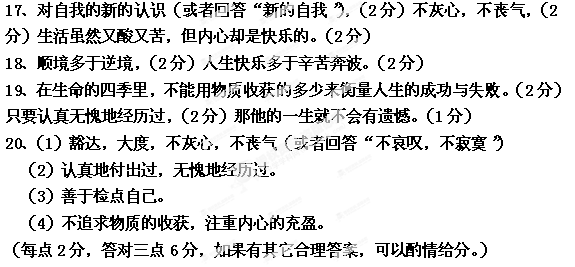 17、对自我的新的认识（或者回答“新的自我”），（2分）不灰心，不丧气，（2
分）生活虽然又酸又苦，但内心却是快乐的。（2分）
18、顺境多于逆境，（2分）人生快乐多于辛苦奔波。（2分）
19、在生命的四季里，不能用物质收获的多少来衡量人生的成功与失败。（2分）
只要认真无愧地经历过，（2分）那他的一生就不会有遗憾。（1分）
20、（1）豁达，大度，不灰心，不丧气（或者回答“不哀叹，不寂寞”）
（2）认真地付出过，无愧地经历过。
（3）善于检点自己。
（4）不追求物质的收获，注重内心的充盈。
（每点2分，答对三点6分，如果有其它合理答案，可以酌情给分。）